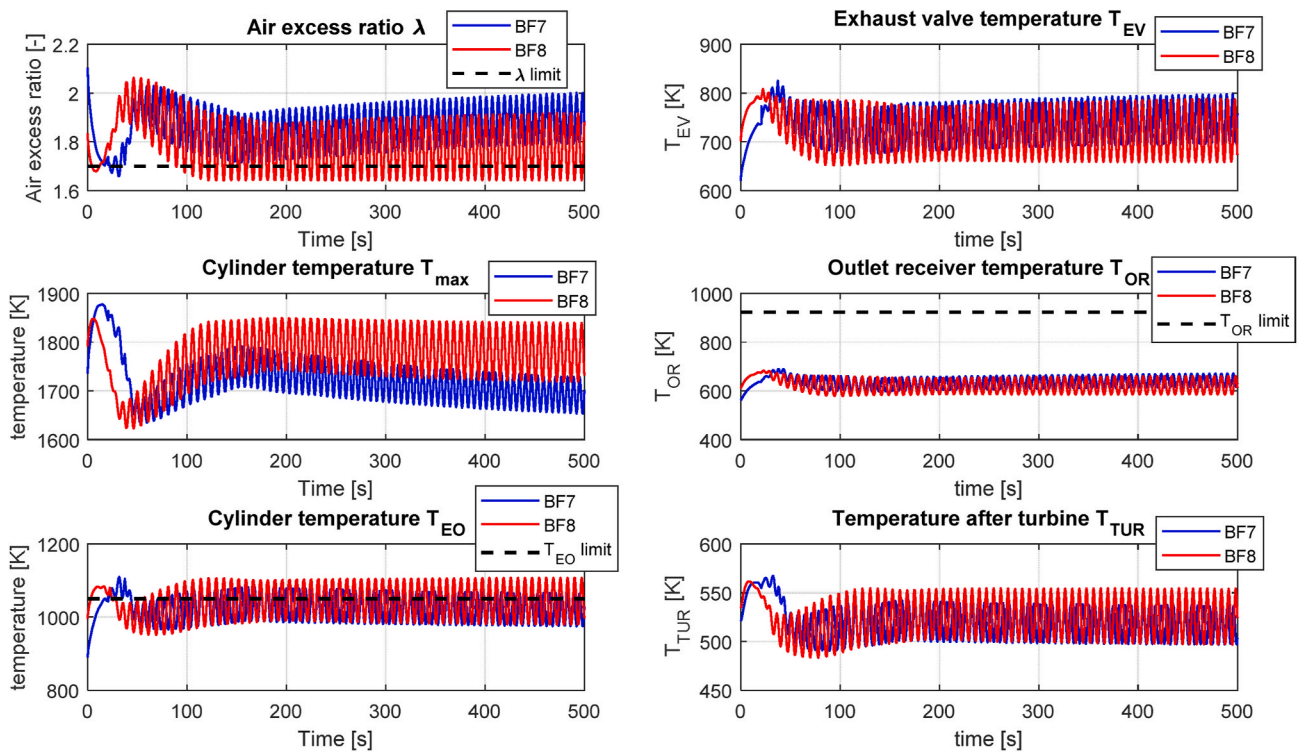 Air excess ratio λ
BF7
BF8
λ limit
Air excess ratio [-]
2.2
2
1.8
1.6
0 100 200 300 400 500
Time [s]
Exhaust valve temperature T_EV
BF7
BF8
T_EV [K]
900
800
700
600
0 100 200 300 400 500
time [s]
Cylinder temperature T_max
BF7
BF8
temperature [K]
1900
1800
1700
1600
0 100 200 300 400 500
Time [s]
Outlet receiver temperature T_OR
BF7
BF8
T_OR limit
T_OR [K]
1000
800
600
400
0 100 200 300 400 500
time [s]
Cylinder temperature T_EO
BF7
BF8
T_EO limit
temperature [K]
1200
1000
800
0 100 200 300 400 500
Time [s]
Temperature after turbine T_TUR
BF7
BF8
T_TUR [K]
600
550
500
450
0 100 200 300 400 500
time [s]